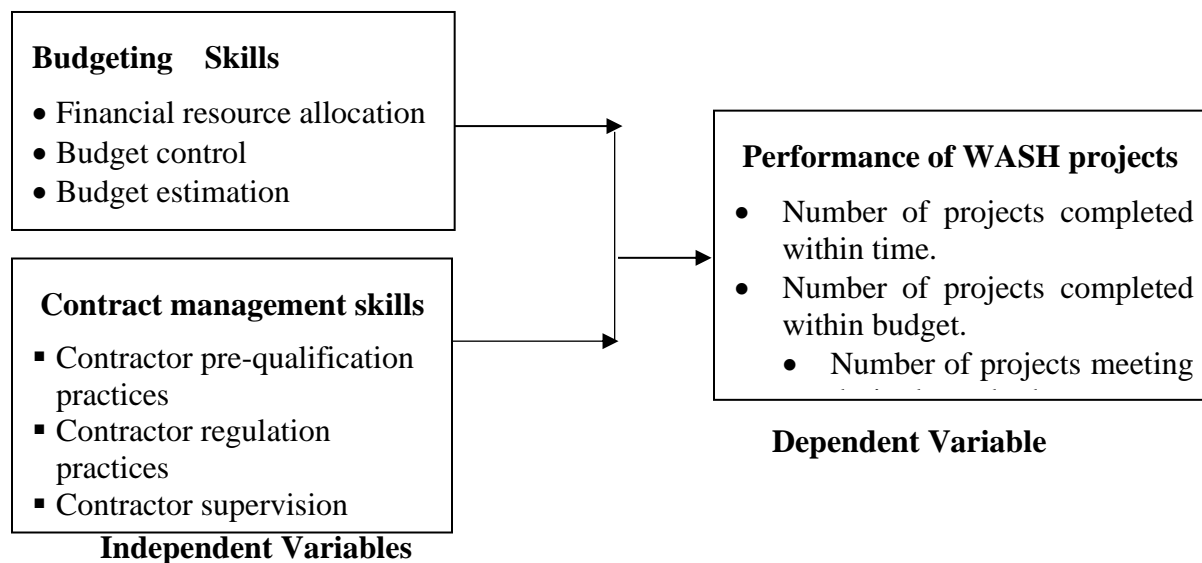 Budgeting Skills
• Financial resource allocation
• Budget control
• Budget estimation
Contract management skills
▪ Contractor pre-qualification
practices
▪ Contractor regulation
practices
▪ Contractor supervision
Independent Variables
Performance of WASH projects
• Number of projects completed
within time.
• Number of projects completed
within budget.
• Number of projects meeting
Dependent Variable